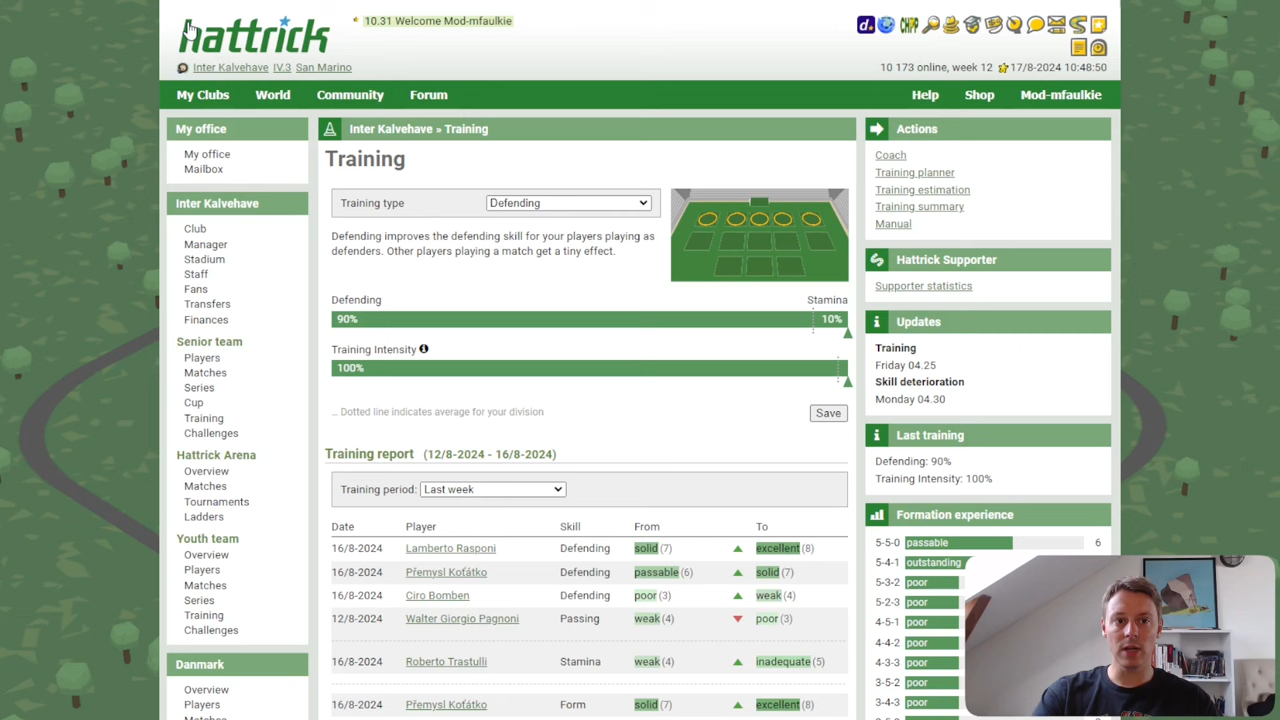 hattrick
10.31 Welcome Mod-mfaulkie
d. CHPP
Inter Kalvehave IV.3 San Marino
10 173 online, week 12 17/8-2024 10:48:50
My Clubs World Community Forum Help Shop Mod-mfaulkie
My office
My office
Mailbox
Inter Kalvehave
Club
Manager
Stadium
Staff
Fans
Transfers
Finances
Senior team
Players
Matches
Series
Cup
Training
Challenges
Hattrick Arena
Overview
Matches
Tournaments
Ladders
Youth team
Overview
Players
Matches
Series
Training
Challenges
Danmark
Overview
Players
Inter Kalvehave » Training
Training
Training type Defending
Defending improves the defending skill for your players playing as
defenders. Other players playing a match get a tiny effect.
Defending Stamina
90% 10%
Training Intensity
100%
... Dotted line indicates average for your division
Save
Training report (12/8-2024 - 16/8-2024)
Training period: Last week
Date Player Skill From To
16/8-2024 Lamberto Rasponi Defending solid (7) excellent (8)
16/8-2024 Přemysl Koťátko Defending passable (6) solid (7)
16/8-2024 Ciro Bomben Defending poor (3) weak (4)
12/8-2024 Walter Giorgio Pagnoni Passing weak (4) poor (3)
16/8-2024 Roberto Trastulli Stamina weak (4) inadequate (5)
16/8-2024 Přemysl Koťátko Form solid (7) excellent (8)
Actions
Coach
Training planner
Training estimation
Training summary
Manual
Hattrick Supporter
Supporter statistics
Updates
Training
Friday 04.25
Skill deterioration
Monday 04.30
Last training
Defending: 90%
Training Intensity: 100%
Formation experience
5-5-0 passable 6
5-4-1 outstanding
5-3-2 poor
5-2-3 poor
4-5-1 poor
4-4-2 poor
4-3-3 poor
3-5-2 poor
3-4-3 poor